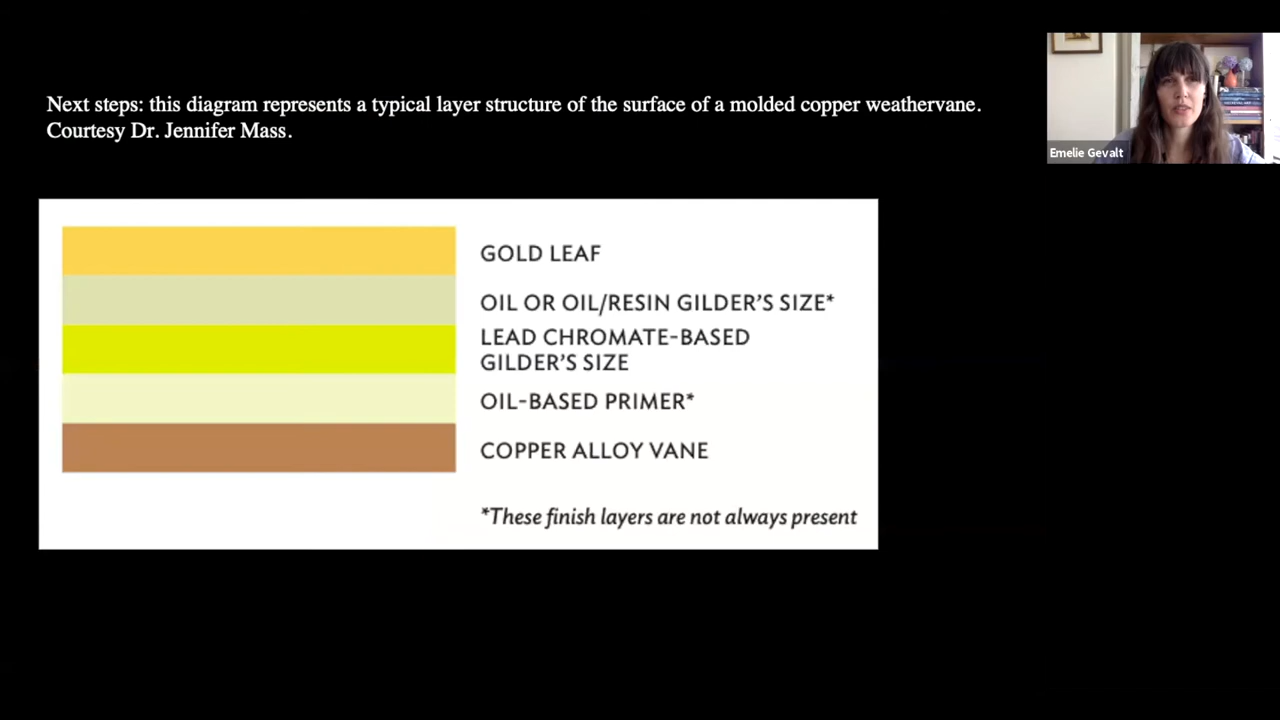 Next steps: this diagram represents a typical layer structure of the surface of a molded copper weathervane.
Courtesy Dr. Jennifer Mass.
Emelie Gevalt
GOLD LEAF
OIL OR OIL/RESIN GILDER'S SIZE*
LEAD CHROMATE-BASED
GILDER'S SIZE
OIL-BASED PRIMER*
COPPER ALLOY VANE
*These finish layers are not always present